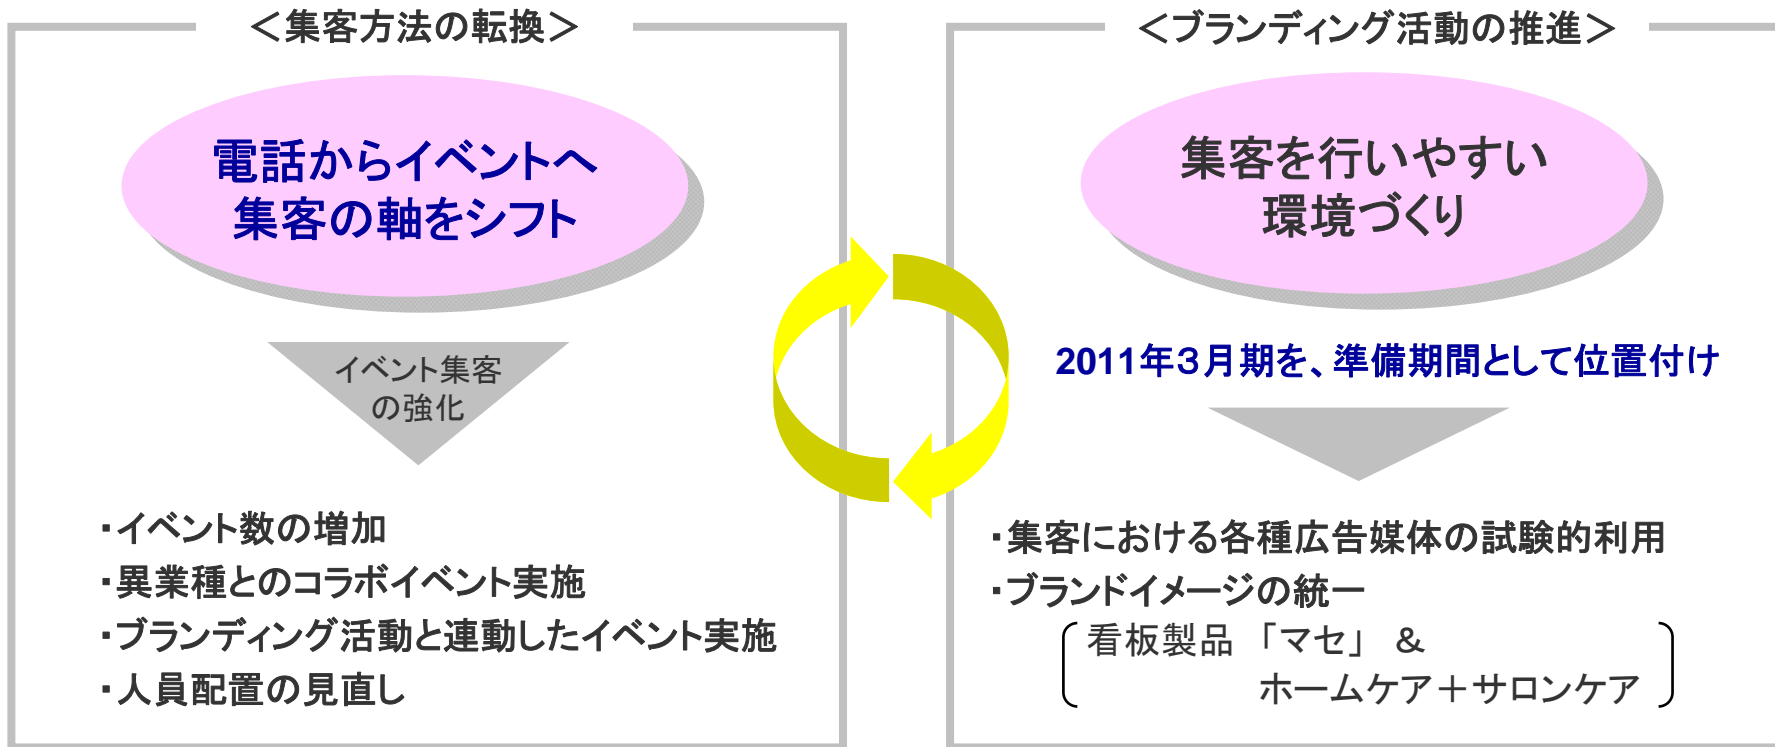 ＜集客方法の転換＞
電話からイベントへ
集客の軸をシフト
イベント集客
の強化
・イベント数の増加
・異業種とのコラボイベント実施
・ブランディング活動と連動したイベント実施
・人員配置の見直し
＜ブランディング活動の推進＞
集客を行いやすい
環境づくり
2011年３月期を、準備期間として位置付け
・集客における各種広告媒体の試験的利用
・ブランドイメージの統一
看板製品 「マセ」 ＆
ホームケア＋サロンケア